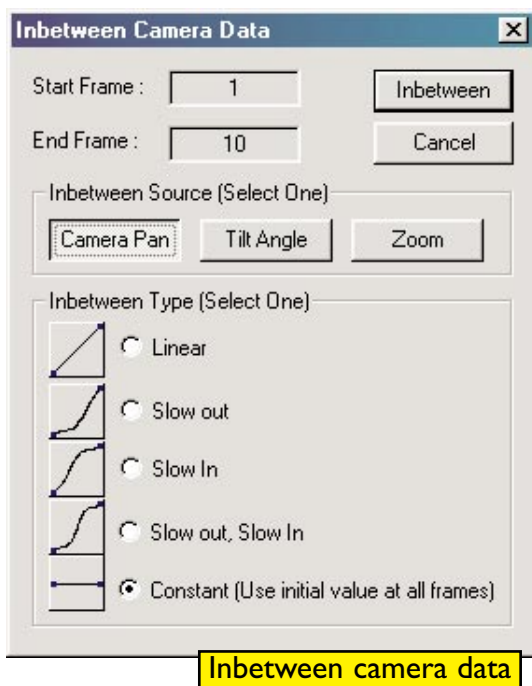 Inbetween Camera Data
Start Frame : 1
Inbetween
End Frame : 10
Cancel
Inbetween Source (Select One)
Camera Pan Tilt Angle Zoom
Inbetween Type (Select One)
Linear
Slow out
Slow In
Slow out, Slow In
Constant (Use initial value at all frames)
Inbetween camera data